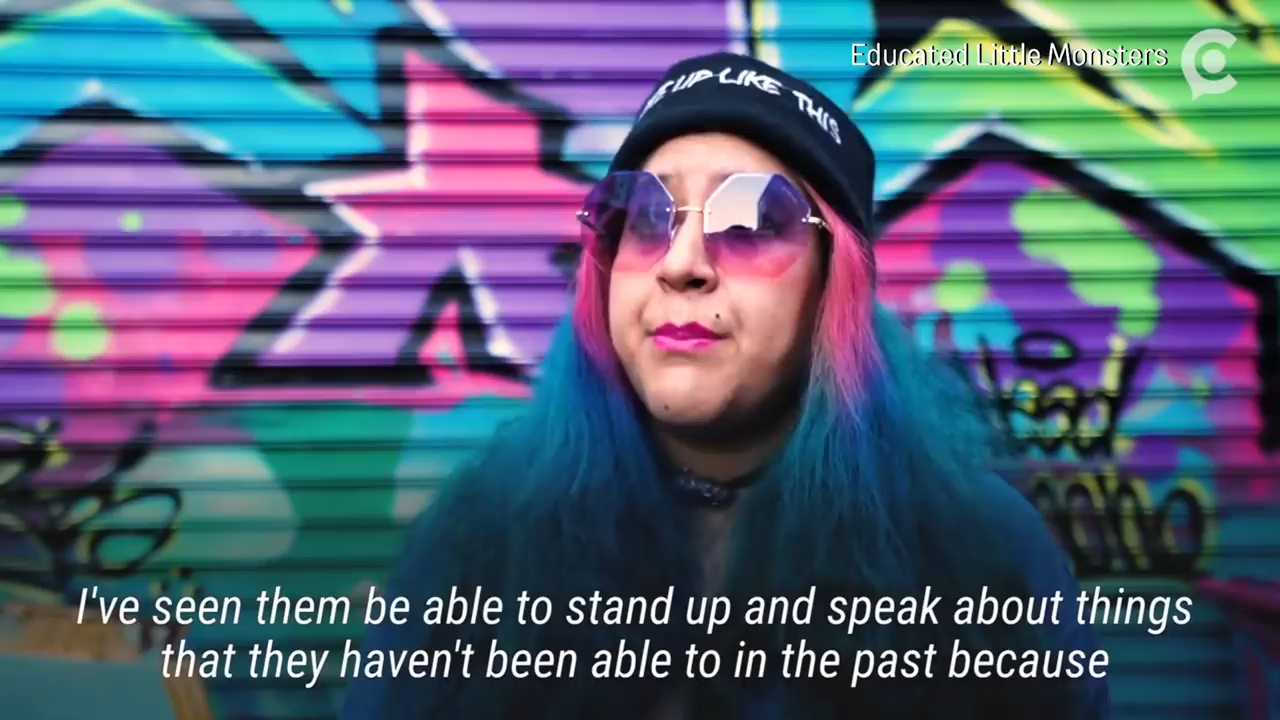 Educated Little Monsters
UP LIKE THIS
I've seen them be able to stand up and speak about things
that they haven't been able to in the past because